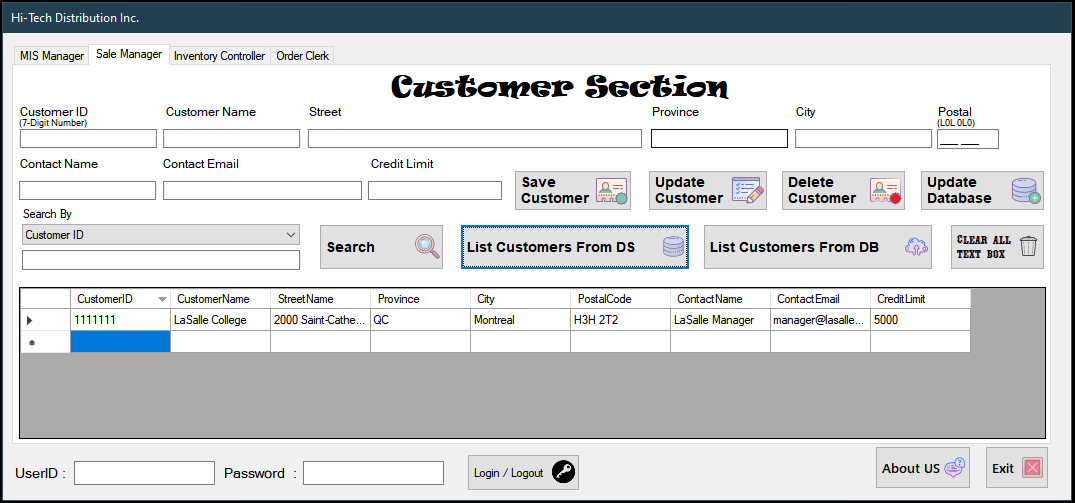 Hi-Tech Distribution Inc.
MIS Manager Sale Manager Inventory Controller Order Clerk
Customer Section
Customer ID Customer Name Street Province City Postal
(7-Digit Number) (L0L 0L0)
___ ___
Contact Name Contact Email Credit Limit
Save Customer Update Customer Delete Customer Update Database
Search By
Customer ID
Search List Customers From DS List Customers From DB CLEAR ALL TEXT BOX
CustomerID CustomerName StreetName Province City PostalCode ContactName ContactEmail CreditLimit
1111111 LaSalle College 2000 Saint-Cathe... QC Montreal H3H 2T2 LaSalle Manager manager@lasalle... 5000
UserID : Password : Login / Logout About US Exit